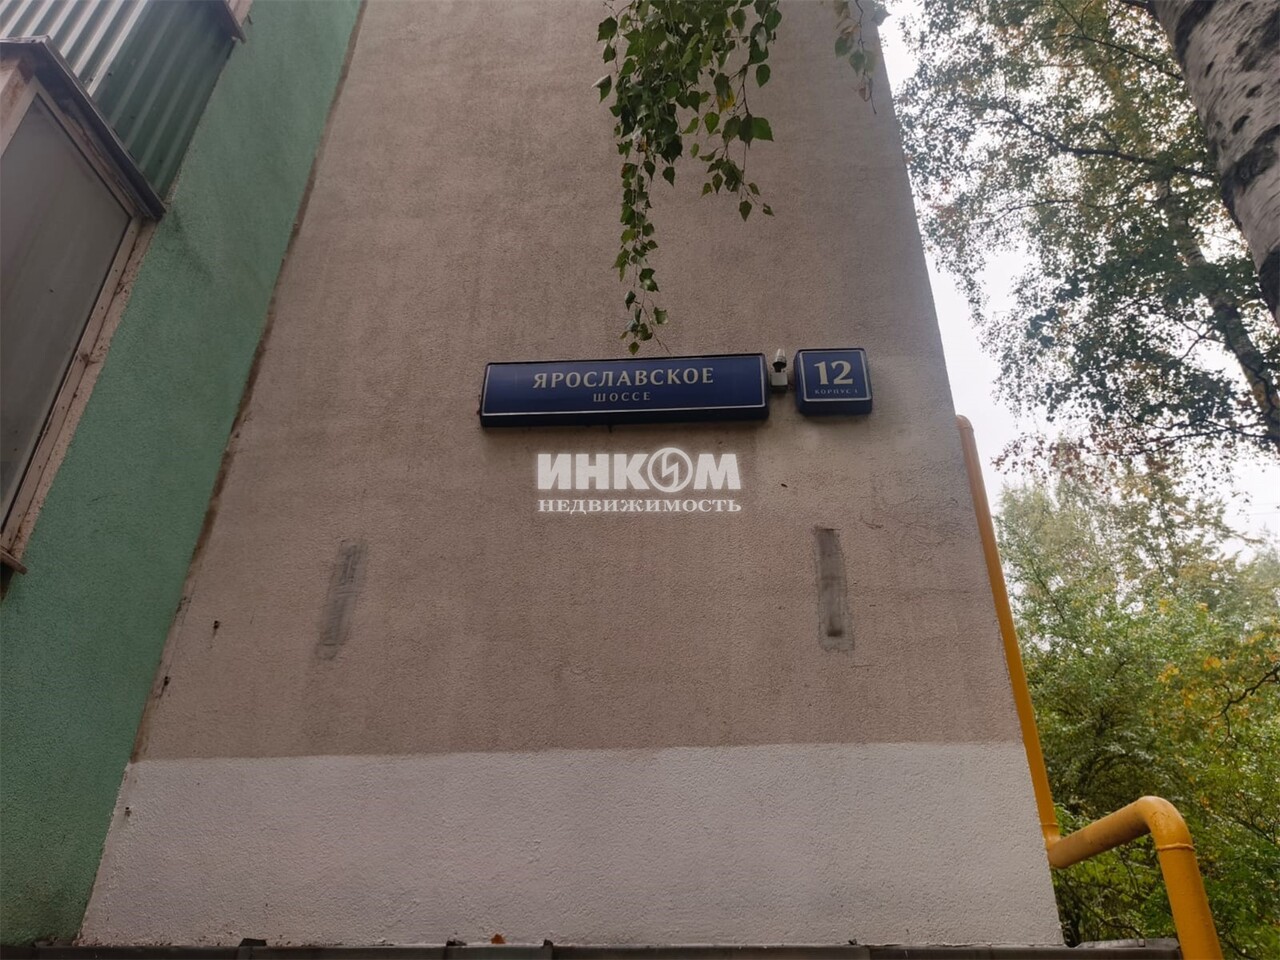 ЯРОСЛАВСКОЕ
ШОССЕ
12
КОРПУС 1
ИНКОМ
НЕДВИЖИМОСТЬ